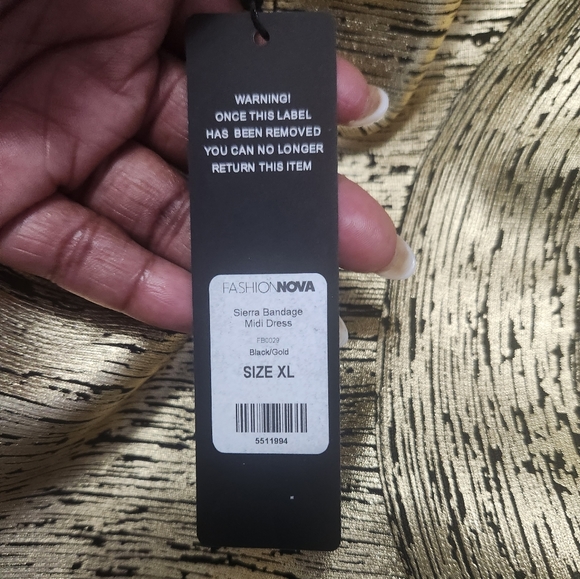 WARNING!
ONCE THIS LABEL
HAS BEEN REMOVED
YOU CAN NO LONGER
RETURN THIS ITEM
FASHIONNOVA
Sierra Bandage
Midi Dress
FB0029
Black/Gold
SIZE XL
5511994